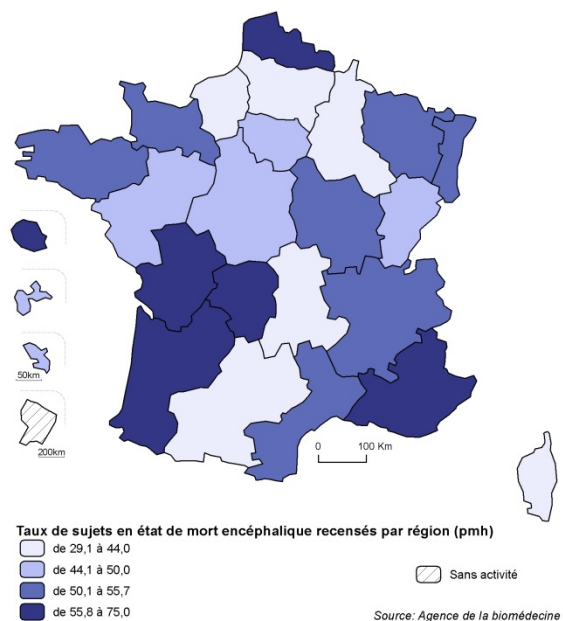 50km
200km
0 100 Km
Taux de sujets en état de mort encéphalique recensés par région (pmh)
de 29,1 à 44,0
de 44,1 à 50,0
de 50,1 à 55,7
de 55,8 à 75,0
Sans activité
Source: Agence de la biomédecine